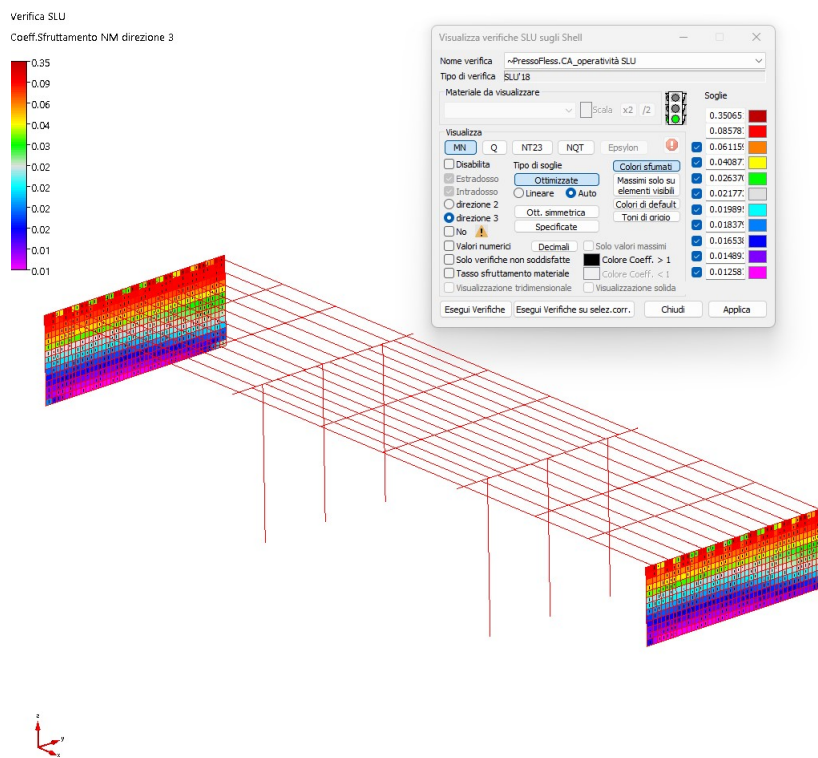 Verifica SLU
Coeff.Sfruttamento NM direzione 3
0.35
0.09
0.06
0.04
0.03
0.02
0.02
0.02
0.02
0.01
0.01
Visualizza verifiche SLU sugli Shell
Nome verifica
~PressoFless.CA_operatività SLU
Tipo di verifica
SLU'18
Materiale da visualizzare
Scala
x2
/2
Soglie
0.35065
0.08578
0.06115
0.04087
0.02637
0.02177
0.01989
0.01837
0.01653
0.01489
0.01258
Visualizza
MN
Q
NT23
NQT
Epsylon
Disabilita
Tipo di soglie
Colori sfumati
Estradosso
Ottimizzate
Massimi solo su
elementi visibili
Intradosso
Lineare
Auto
direzione 2
Ott. simmetrica
Colori di default
direzione 3
Specificate
Toni di grigio
No
Valori numerici
Decimali
Solo valori massimi
Solo verifiche non soddisfatte
Colore Coeff. > 1
Tasso sfruttamento materiale
Colore Coeff. < 1
Visualizzazione tridimensionale
Visualizzazione solida
Esegui Verifiche
Esegui Verifiche su selez.corr.
Chiudi
Applica
z
y
x